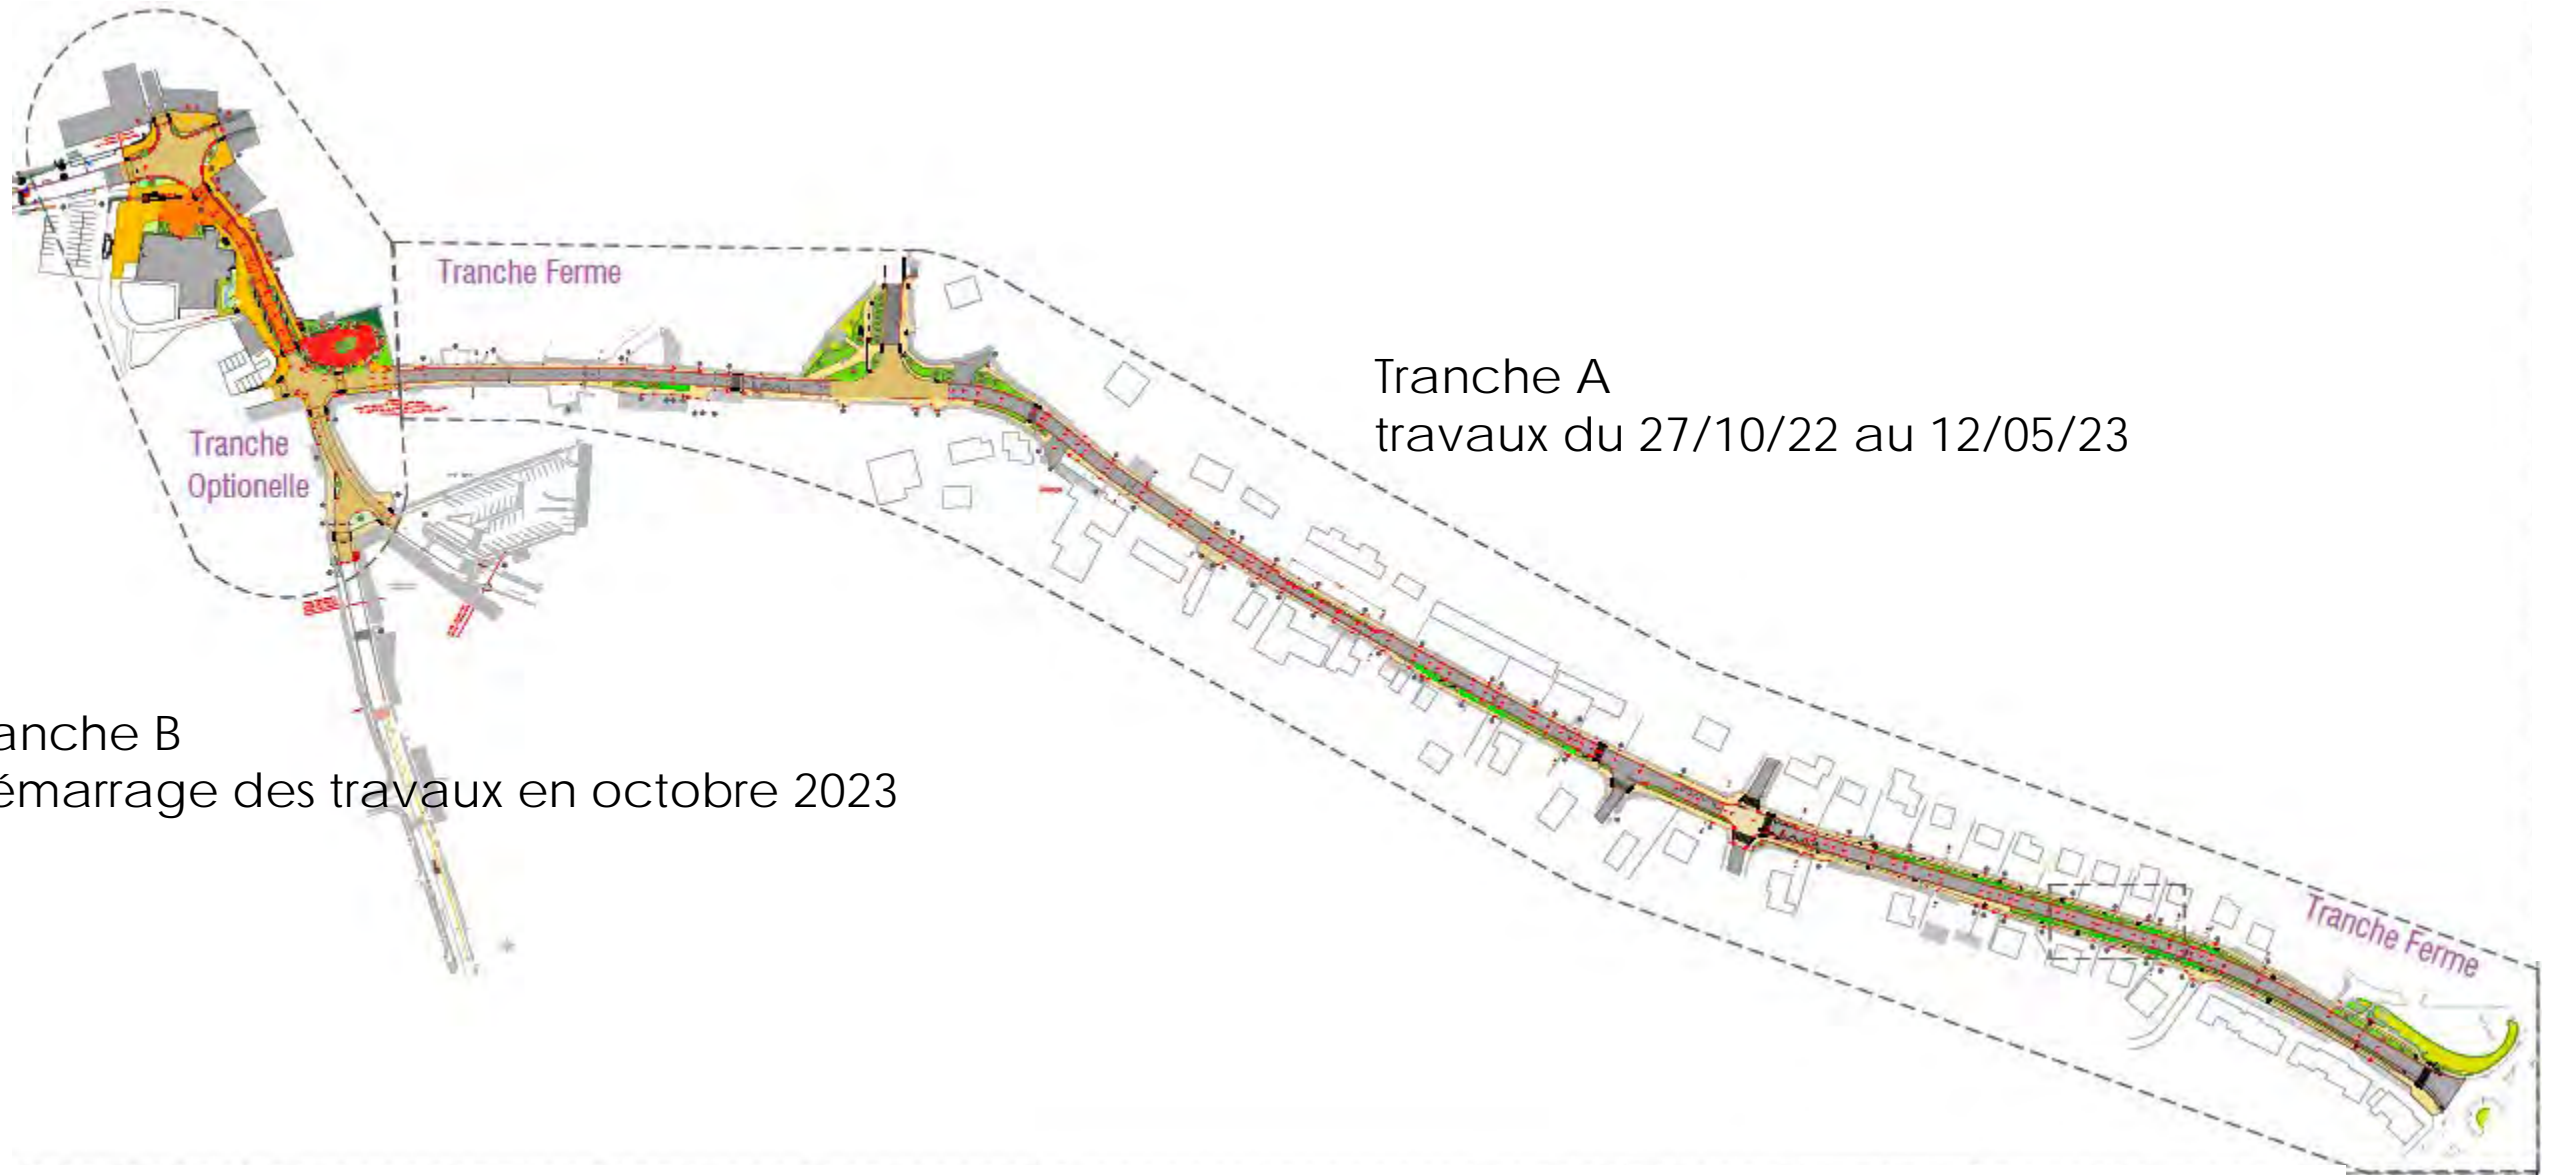 Tranche Ferme
Tranche A
travaux du 27/10/22 au 12/05/23
Tranche
Optionelle
anche B
émarrage des travaux en octobre 2023
Tranche Ferme